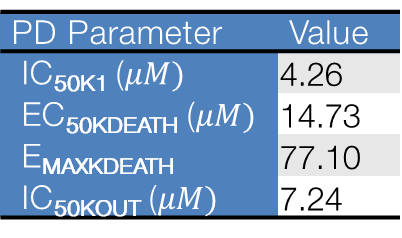 PD Parameter Value
IC50K1 (μM) 4.26
EC50KDEATH (μM) 14.73
EMAXKDEATH 77.10
IC50KOUT (μM) 7.24